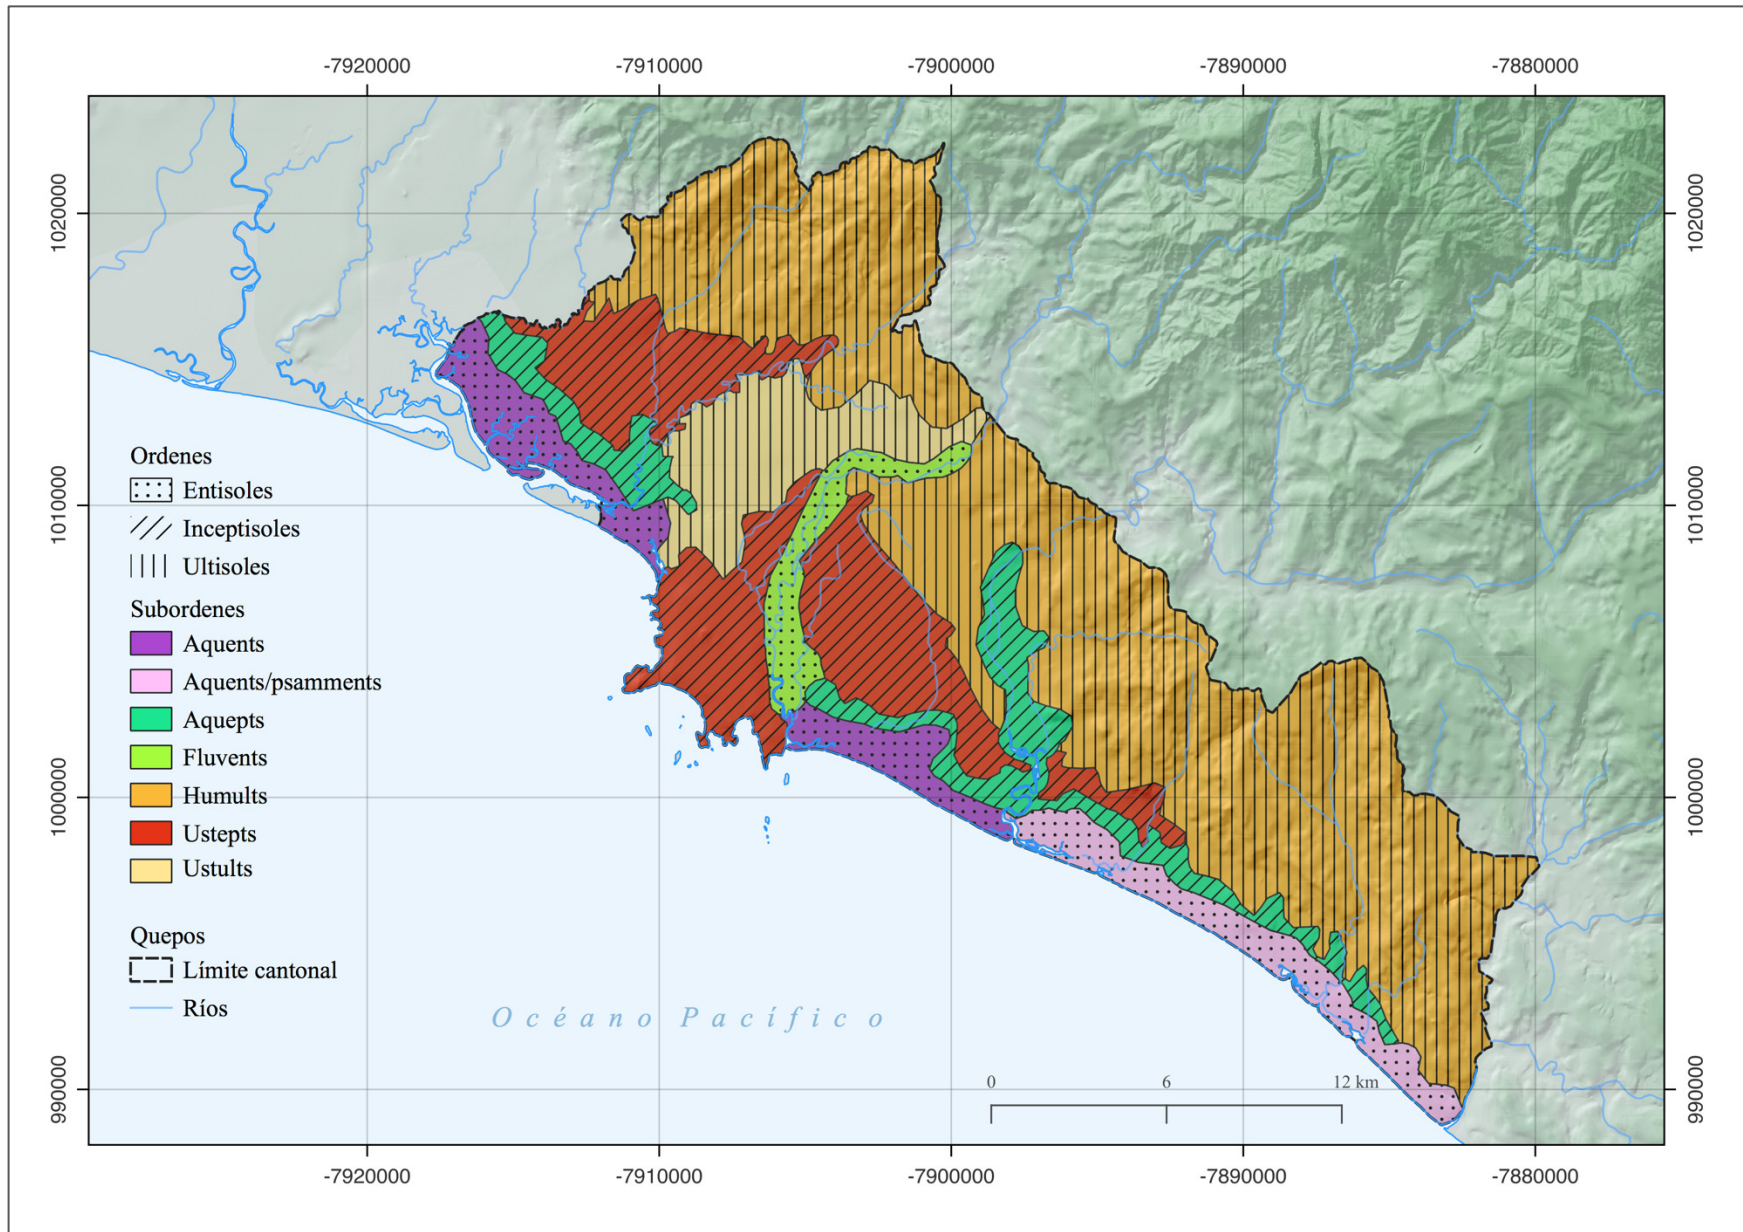 -7920000 -7910000 -7900000 -7890000 -7880000
1020000 1020000
Ordenes
Entisoles
Inceptisoles
Ultisoles
1010000 1010000
Subordenes
Aquents
Aquents/psamments
Aquepts
Fluvents
Humults
Ustepts
Ustults
1000000 1000000
Quepos
Límite cantonal
Ríos
Océano Pacífico
0 6 12 km
990000 990000
-7920000 -7910000 -7900000 -7890000 -7880000